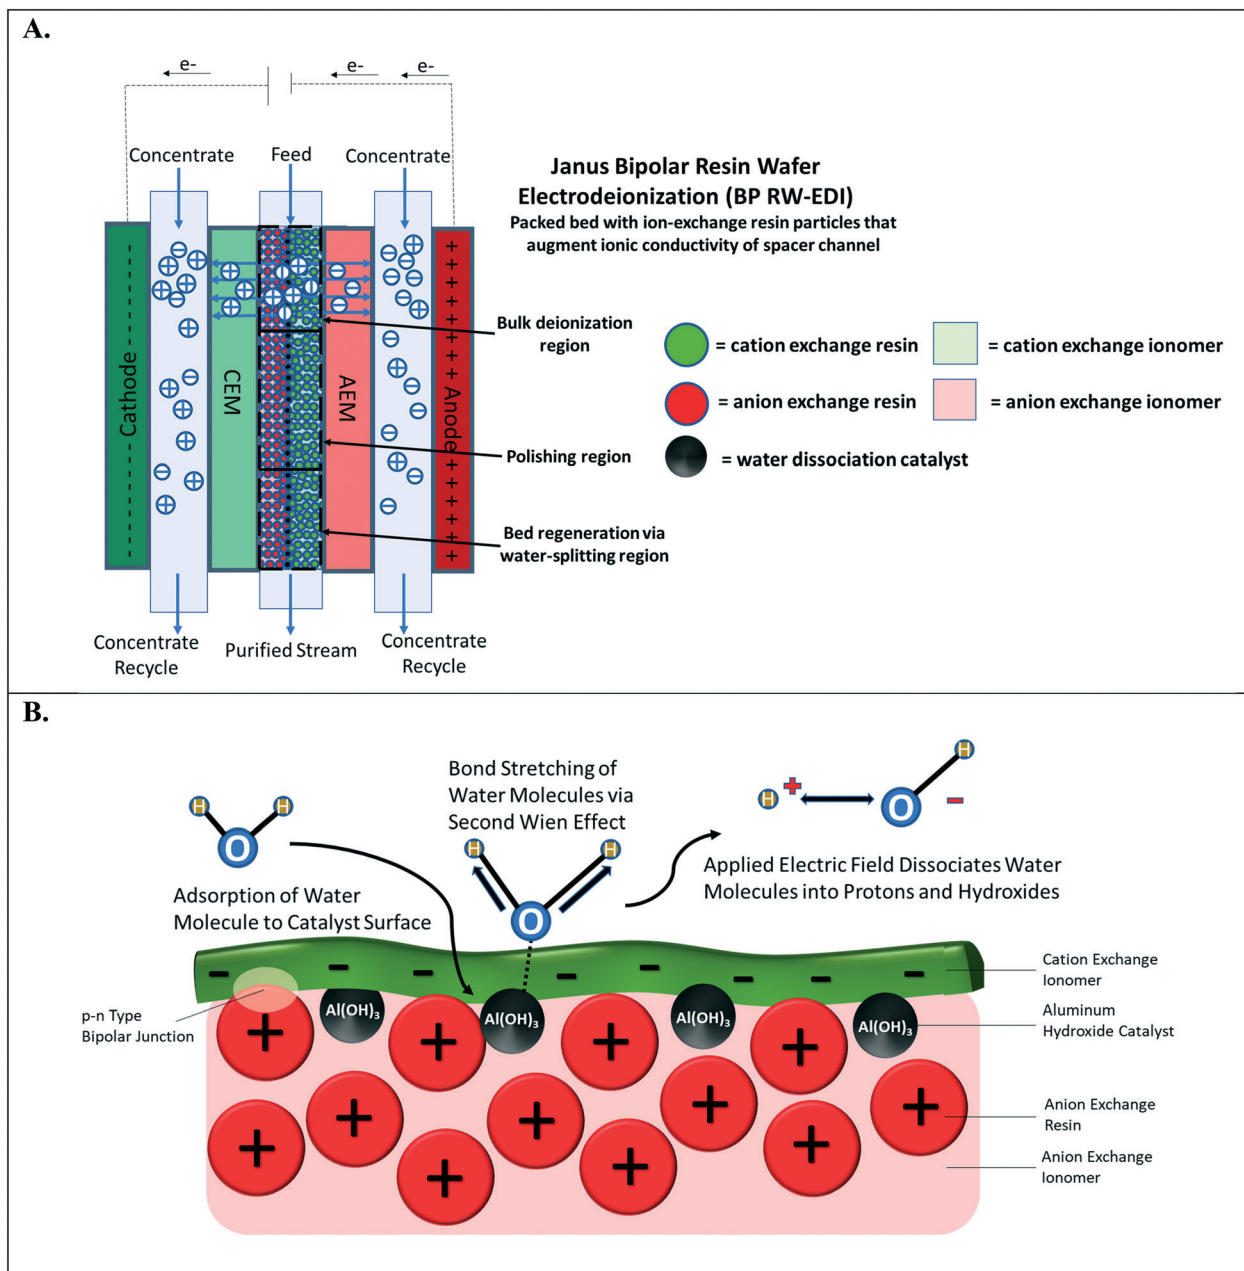 A.
e-
e-
e-
Concentrate
Feed
Concentrate
Janus Bipolar Resin Wafer
Electrodeionization (BP RW-EDI)
Packed bed with ion-exchange resin particles that
augment ionic conductivity of spacer channel
Cathode
CEM
AEM
Anode
Bulk deionization
region
Polishing region
Bed regeneration via
water-splitting region
= cation exchange resin
= cation exchange ionomer
= anion exchange resin
= anion exchange ionomer
= water dissociation catalyst
Concentrate
Recycle
Purified Stream
Concentrate
Recycle
B.
H
H
O
Adsorption of Water
Molecule to Catalyst Surface
Bond Stretching of
Water Molecules via
Second Wien Effect
H
H
O
H
+
O
-
H
Applied Electric Field Dissociates Water
Molecules into Protons and Hydroxides
p-n Type
Bipolar Junction
Al(OH)₃
Al(OH)₃
Al(OH)₃
Al(OH)₃
Cation Exchange
Ionomer
Aluminum
Hydroxide Catalyst
Anion Exchange
Resin
Anion Exchange
Ionomer